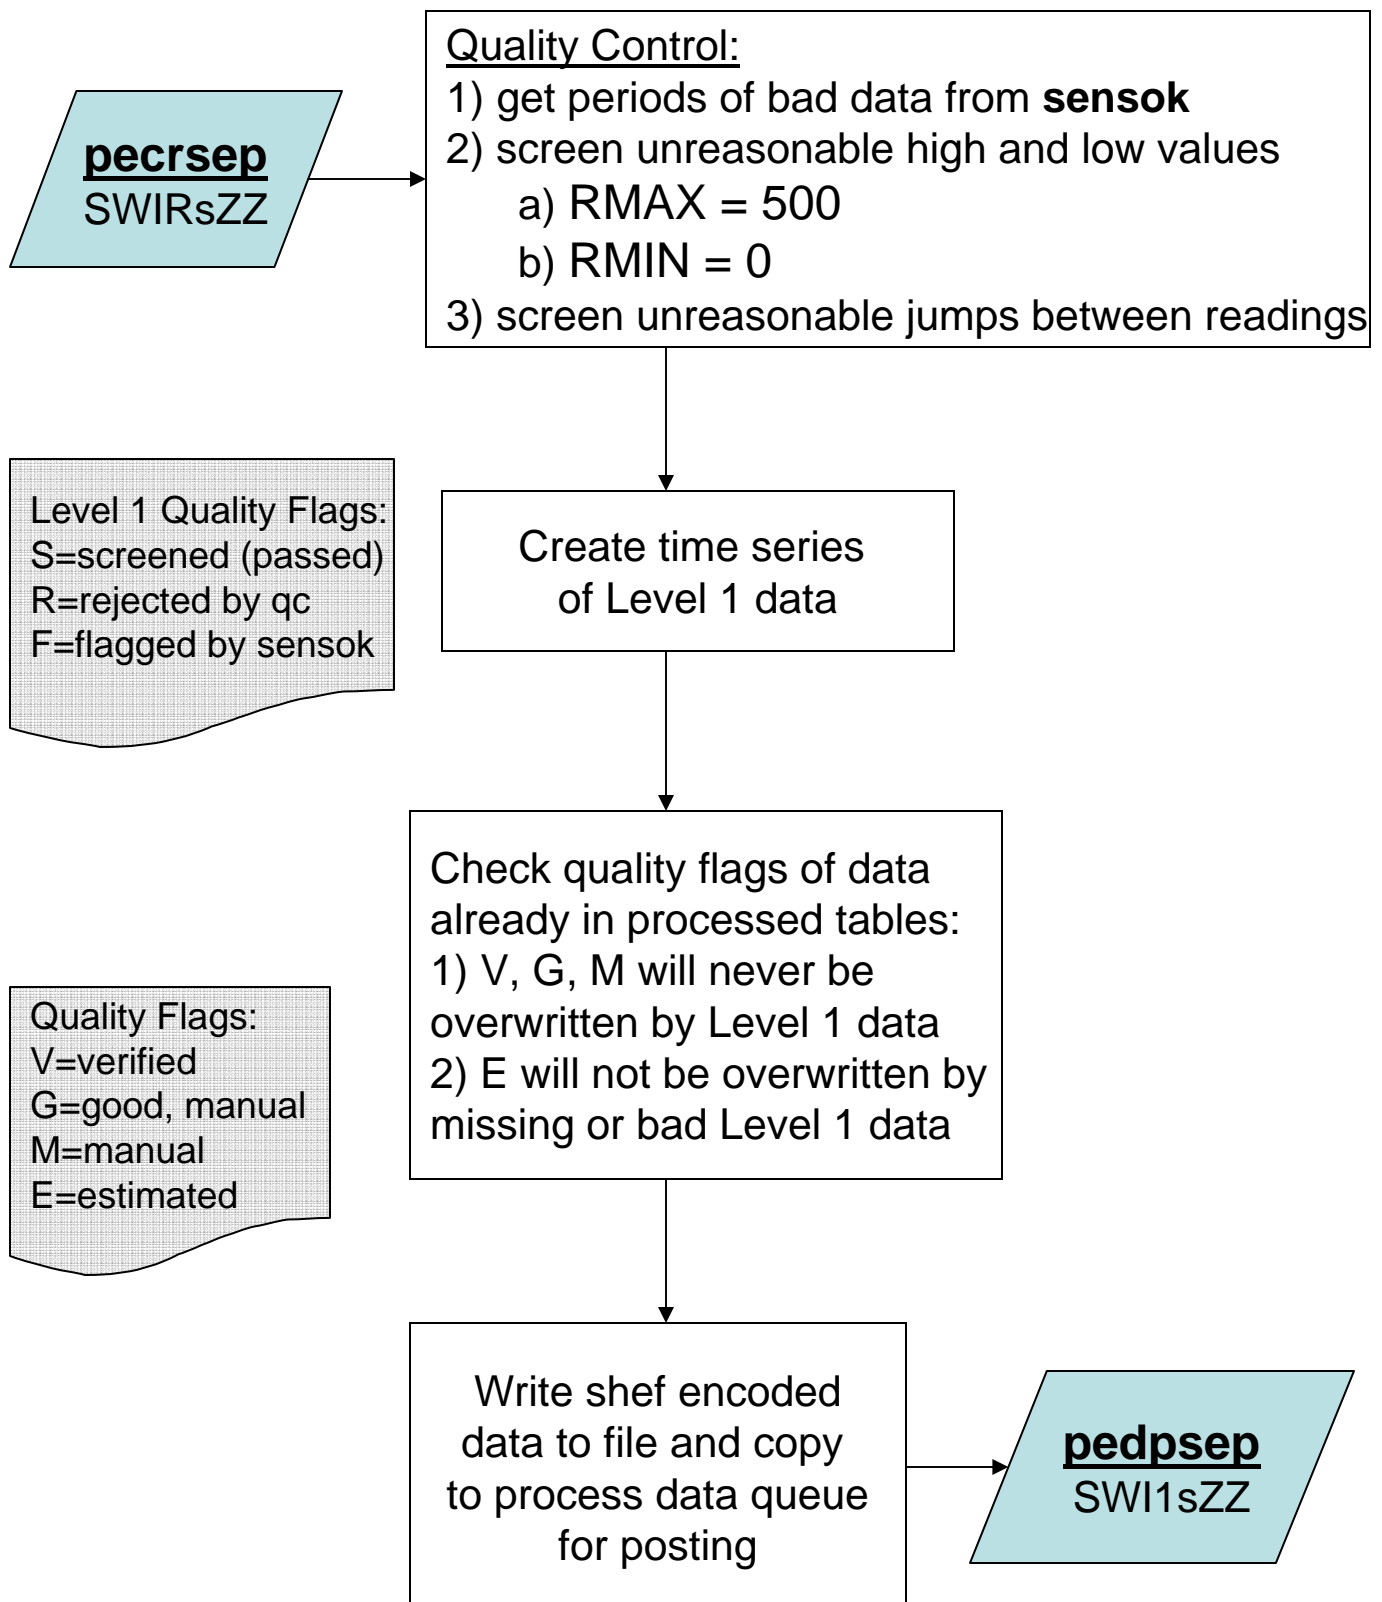 pecrsep
SWIRsZZ
Quality Control:
1) get periods of bad data from sensok
2) screen unreasonable high and low values
a) RMAX = 500
b) RMIN = 0
3) screen unreasonable jumps between readings
Level 1 Quality Flags:
S=screened (passed)
R=rejected by qc
F=flagged by sensok
Create time series
of Level 1 data
Check quality flags of data
already in processed tables:
1) V, G, M will never be
overwritten by Level 1 data
2) E will not be overwritten by
missing or bad Level 1 data
Quality Flags:
V=verified
G=good, manual
M=manual
E=estimated
Write shef encoded
data to file and copy
to process data queue
for posting
pedpsep
SWI1sZZ